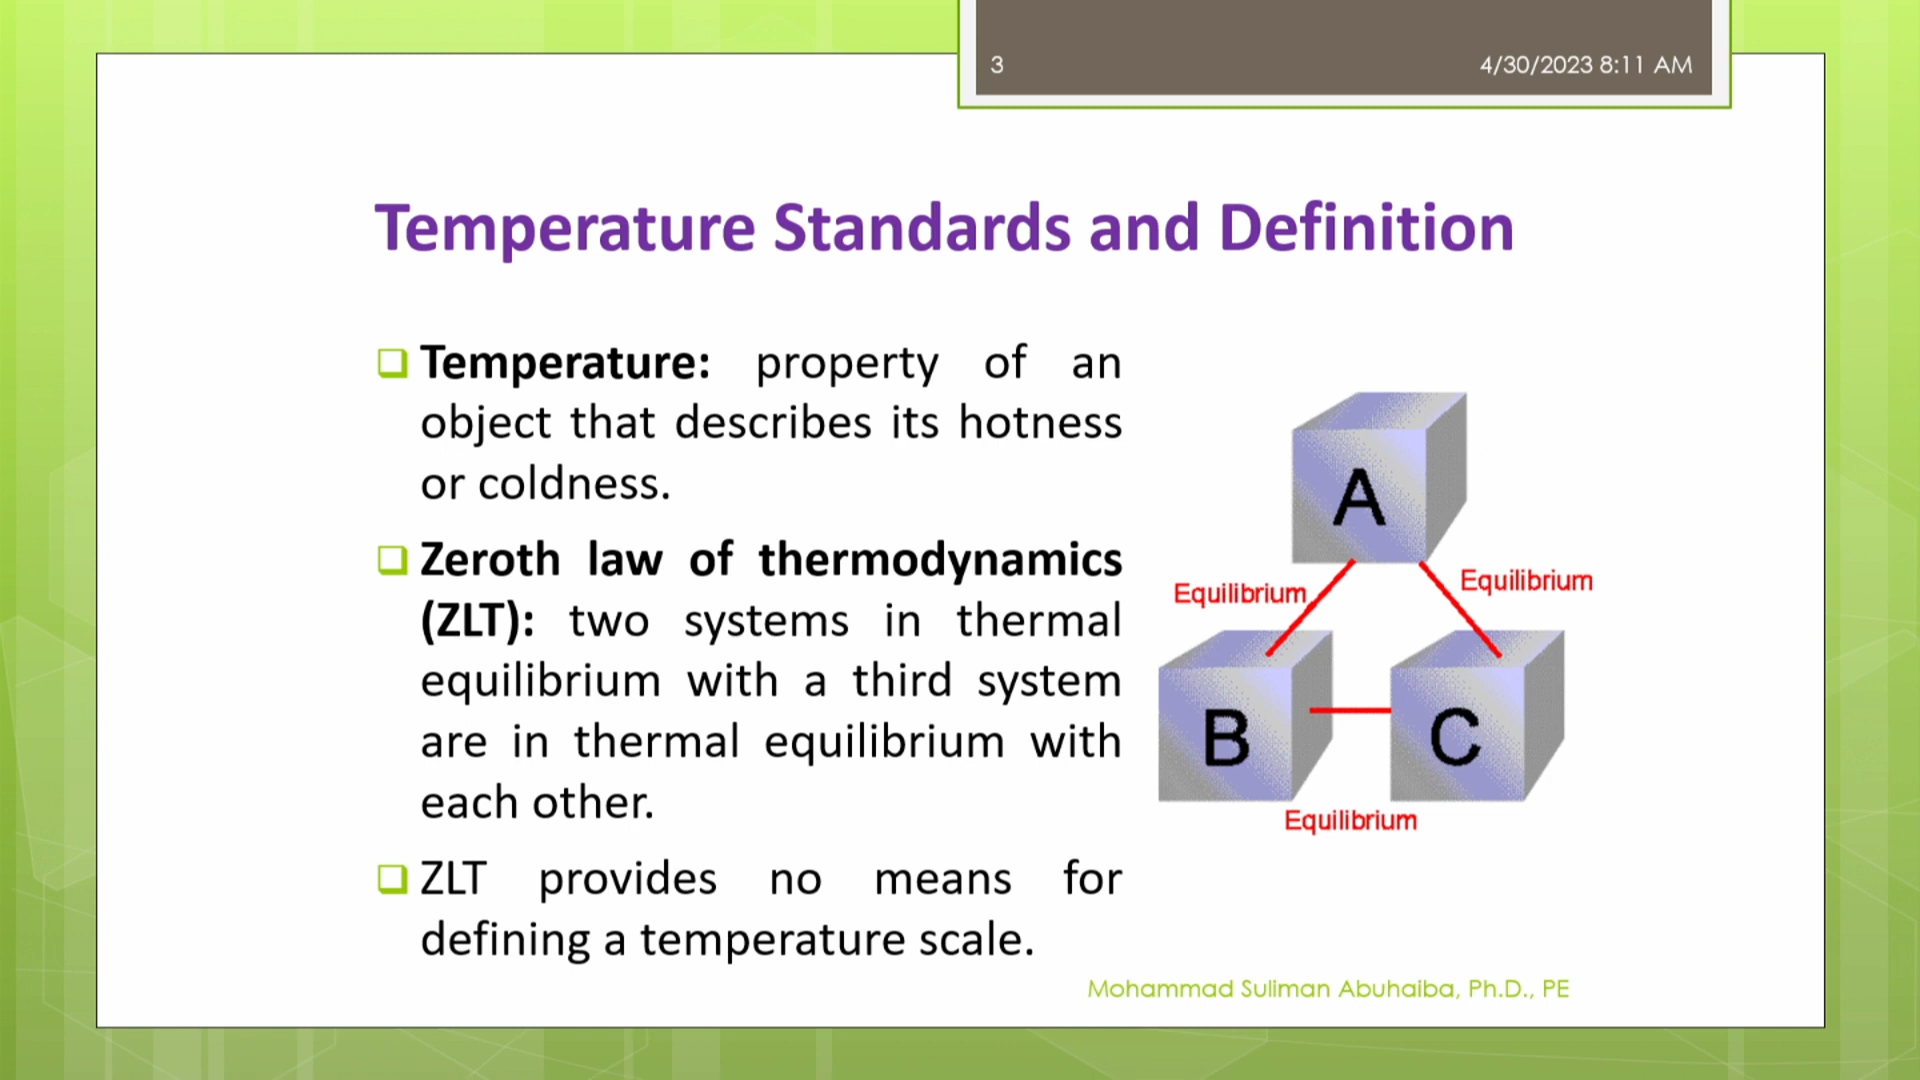 3
4/30/2023 8:11 AM
Temperature Standards and Definition
Temperature: property of an
object that describes its hotness
or coldness.
Zeroth law of thermodynamics
(ZLT): two systems in thermal
equilibrium with a third system
are in thermal equilibrium with
each other.
ZLT provides no means for
defining a temperature scale.
A
Equilibrium
Equilibrium
B
C
Equilibrium
Mohammad Suliman Abuhaiba, Ph.D., PE